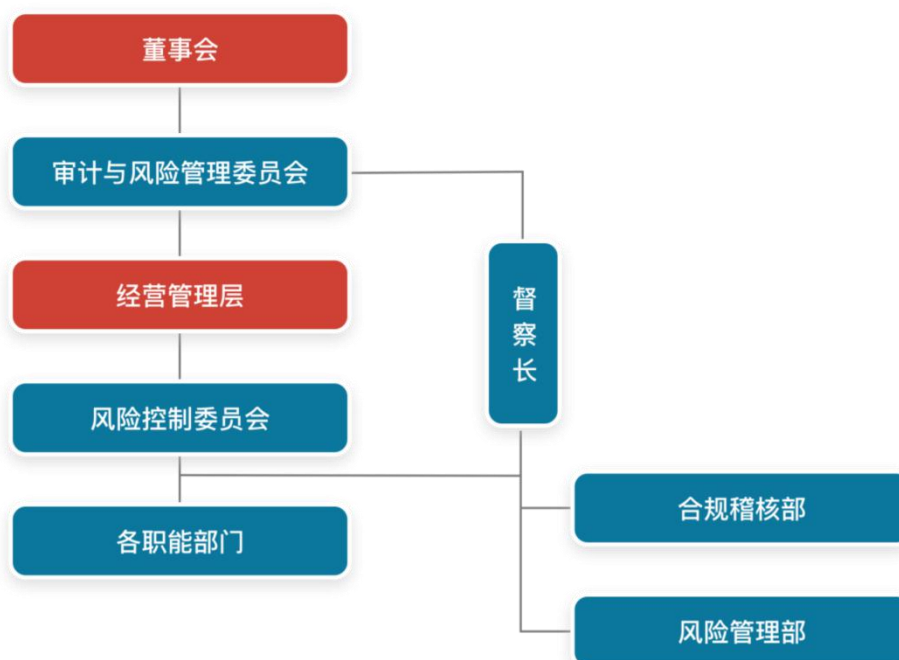 董事会
审计与风险管理委员会
经营管理层
督察长
风险控制委员会
合规稽核部
各职能部门
风险管理部